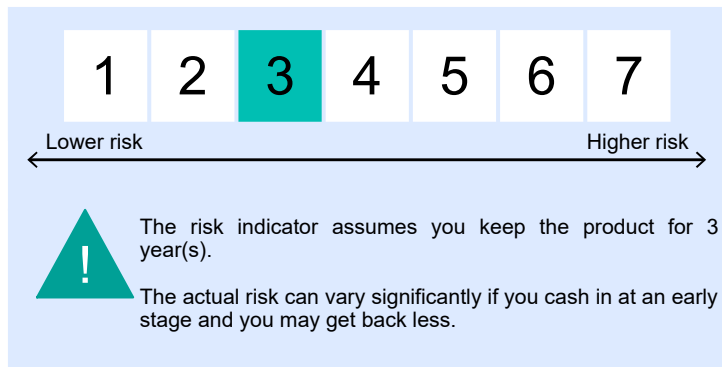 1 2 3 4 5 6 7
Lower risk Higher risk
!
The risk indicator assumes you keep the product for 3
year(s).
The actual risk can vary significantly if you cash in at an early
stage and you may get back less.